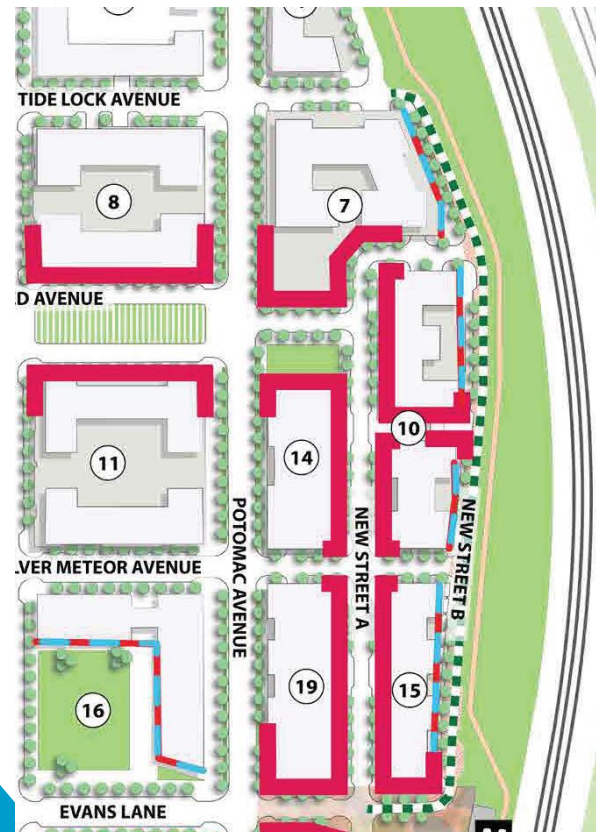 TIDE LOCK AVENUE
8
7
D AVENUE
10
11
14
POTOMAC AVENUE
NEW STREET A
NEW STREET B
LVER METEOR AVENUE
16
19
15
EVANS LANE